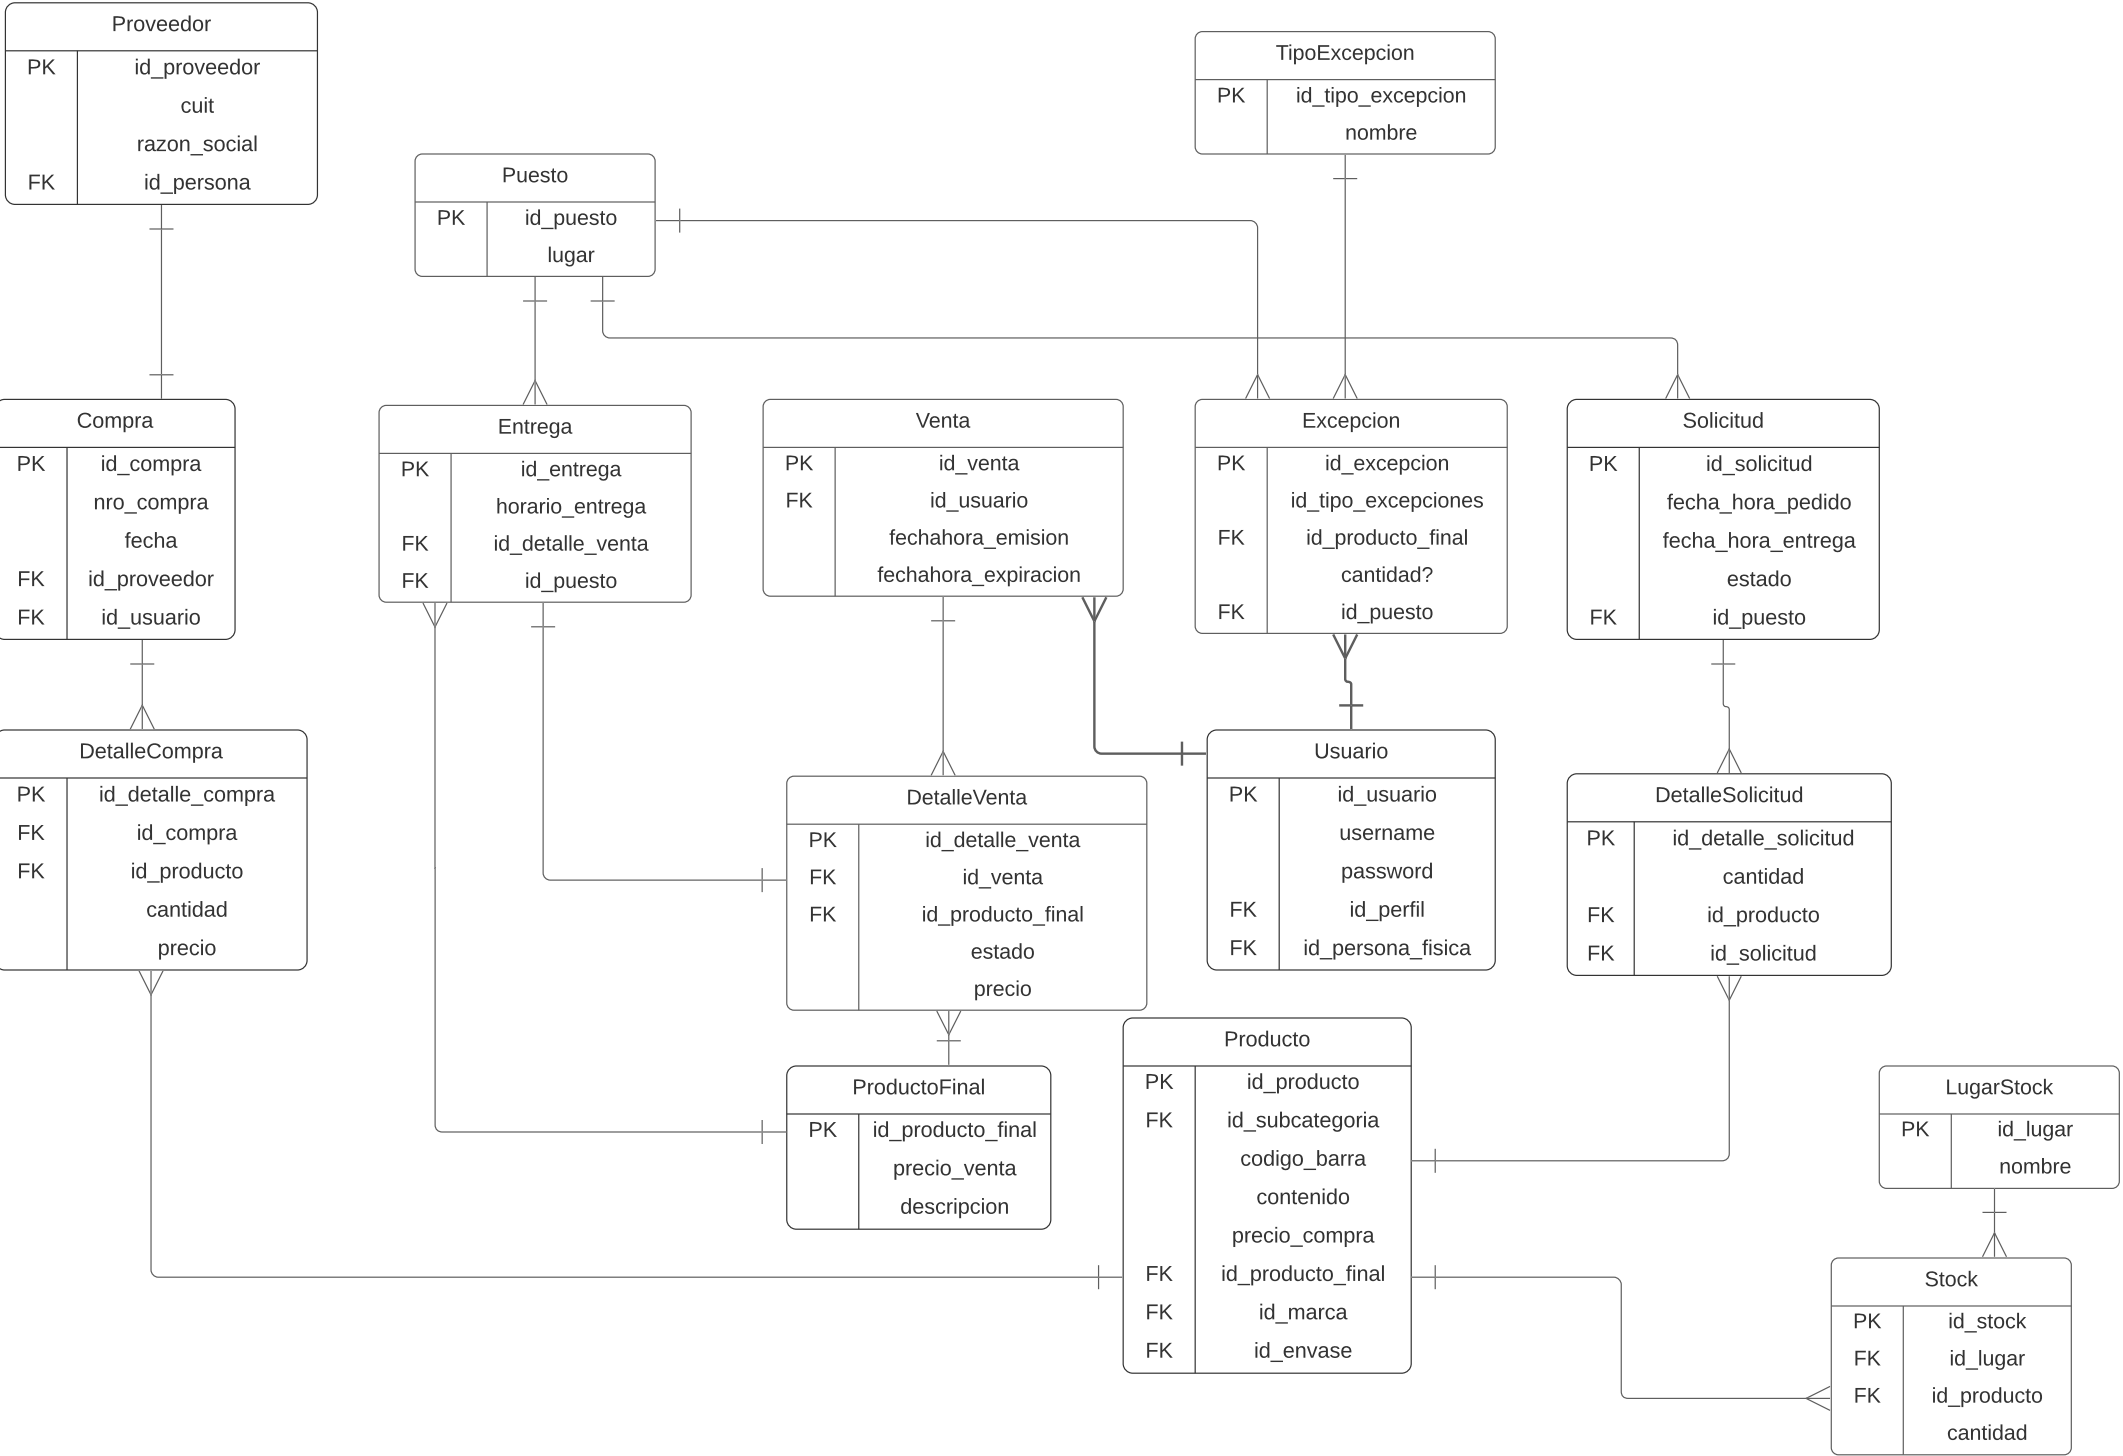 Proveedor
PK id_proveedor
cuit
razon_social
FK id_persona
TipoExcepcion
PK id_tipo_excepcion
nombre
Puesto
PK id_puesto
lugar
Compra
PK id_compra
nro_compra
fecha
FK id_proveedor
FK id_usuario
Entrega
PK id_entrega
horario_entrega
FK id_detalle_venta
FK id_puesto
Venta
PK id_venta
FK id_usuario
fechahora_emision
fechahora_expiracion
Excepcion
PK id_excepcion
id_tipo_excepciones
FK id_producto_final
cantidad?
FK id_puesto
Solicitud
PK id_solicitud
fecha_hora_pedido
fecha_hora_entrega
estado
FK id_puesto
DetalleCompra
PK id_detalle_compra
FK id_compra
FK id_producto
cantidad
precio
DetalleVenta
PK id_detalle_venta
FK id_venta
FK id_producto_final
estado
precio
Usuario
PK id_usuario
username
password
FK id_perfil
FK id_persona_fisica
DetalleSolicitud
PK id_detalle_solicitud
cantidad
FK id_producto
FK id_solicitud
ProductoFinal
PK id_producto_final
precio_venta
descripcion
Producto
PK id_producto
FK id_subcategoria
codigo_barra
contenido
precio_compra
FK id_producto_final
FK id_marca
FK id_envase
LugarStock
PK id_lugar
nombre
Stock
PK id_stock
FK id_lugar
FK id_producto
cantidad